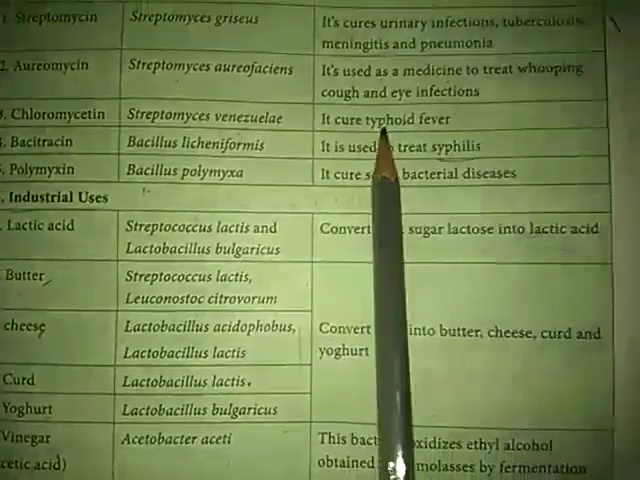 1. Streptomycin Streptomyces griseus It's cures urinary infections, tuberculosis,
meningitis and pneumonia
2. Aureomycin Streptomyces aureofaciens It's used as a medicine to treat whooping
cough and eye infections
3. Chloromycetin Streptomyces venezuelae It cure typhoid fever
4. Bacitracin Bacillus licheniformis It is used treat syphilis
5. Polymyxin Bacillus polymyxa It cure bacterial diseases
. Industrial Uses
. Lactic acid Streptococcus lactis and Convert sugar lactose into lactic acid
Lactobacillus bulgaricus
Butter Streptococcus lactis,
Leuconostoc citrovorum
cheese Lactobacillus acidophobus, Convert into butter, cheese, curd and
Lactobacillus lactis yoghurt
Curd Lactobacillus lactis.
Yoghurt Lactobacillus bulgaricus
Vinegar Acetobacter aceti This oxidizes ethyl alcohol
cetic acid) obtained molasses by fermentation